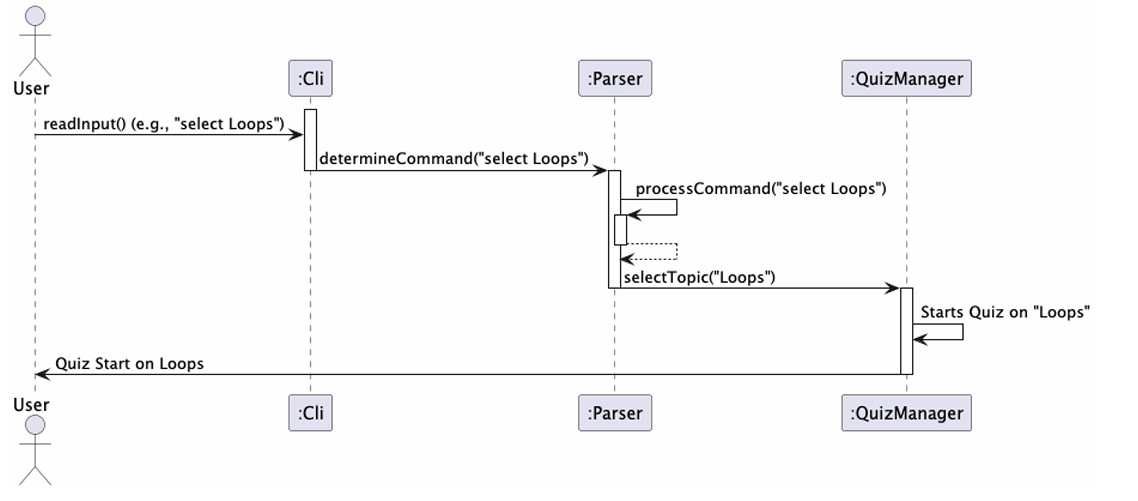 User
:Cli
:Parser
:QuizManager
readInput() (e.g., "select Loops")
determineCommand("select Loops")
processCommand("select Loops")
selectTopic("Loops")
Starts Quiz on "Loops"
Quiz Start on Loops
User
:Cli
:Parser
:QuizManager